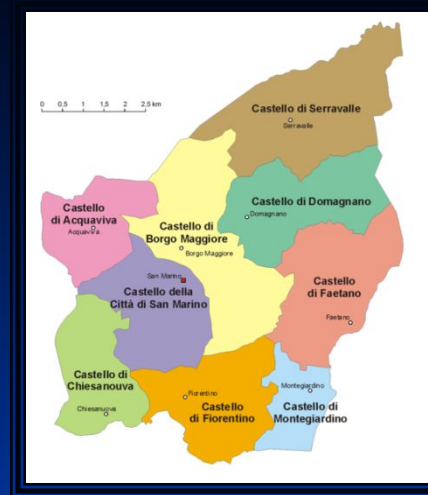 Castello di Serravalle
Serravalle
0 0,5 1 1,5 2 2,5 km
Castello
di Acquaviva
Acquaviva
Castello di Domagnano
Domagnano
Castello di
Borgo Maggiore
Borgo Maggiore
San Marino
Castello della
Città di San Marino
Castello
di Faetano
Faetano
Castello di
Chiesanouva
Chiesanuova
Fiorentino
Castello
di Fiorentino
Montegiardino
Castello di
Montegiardino